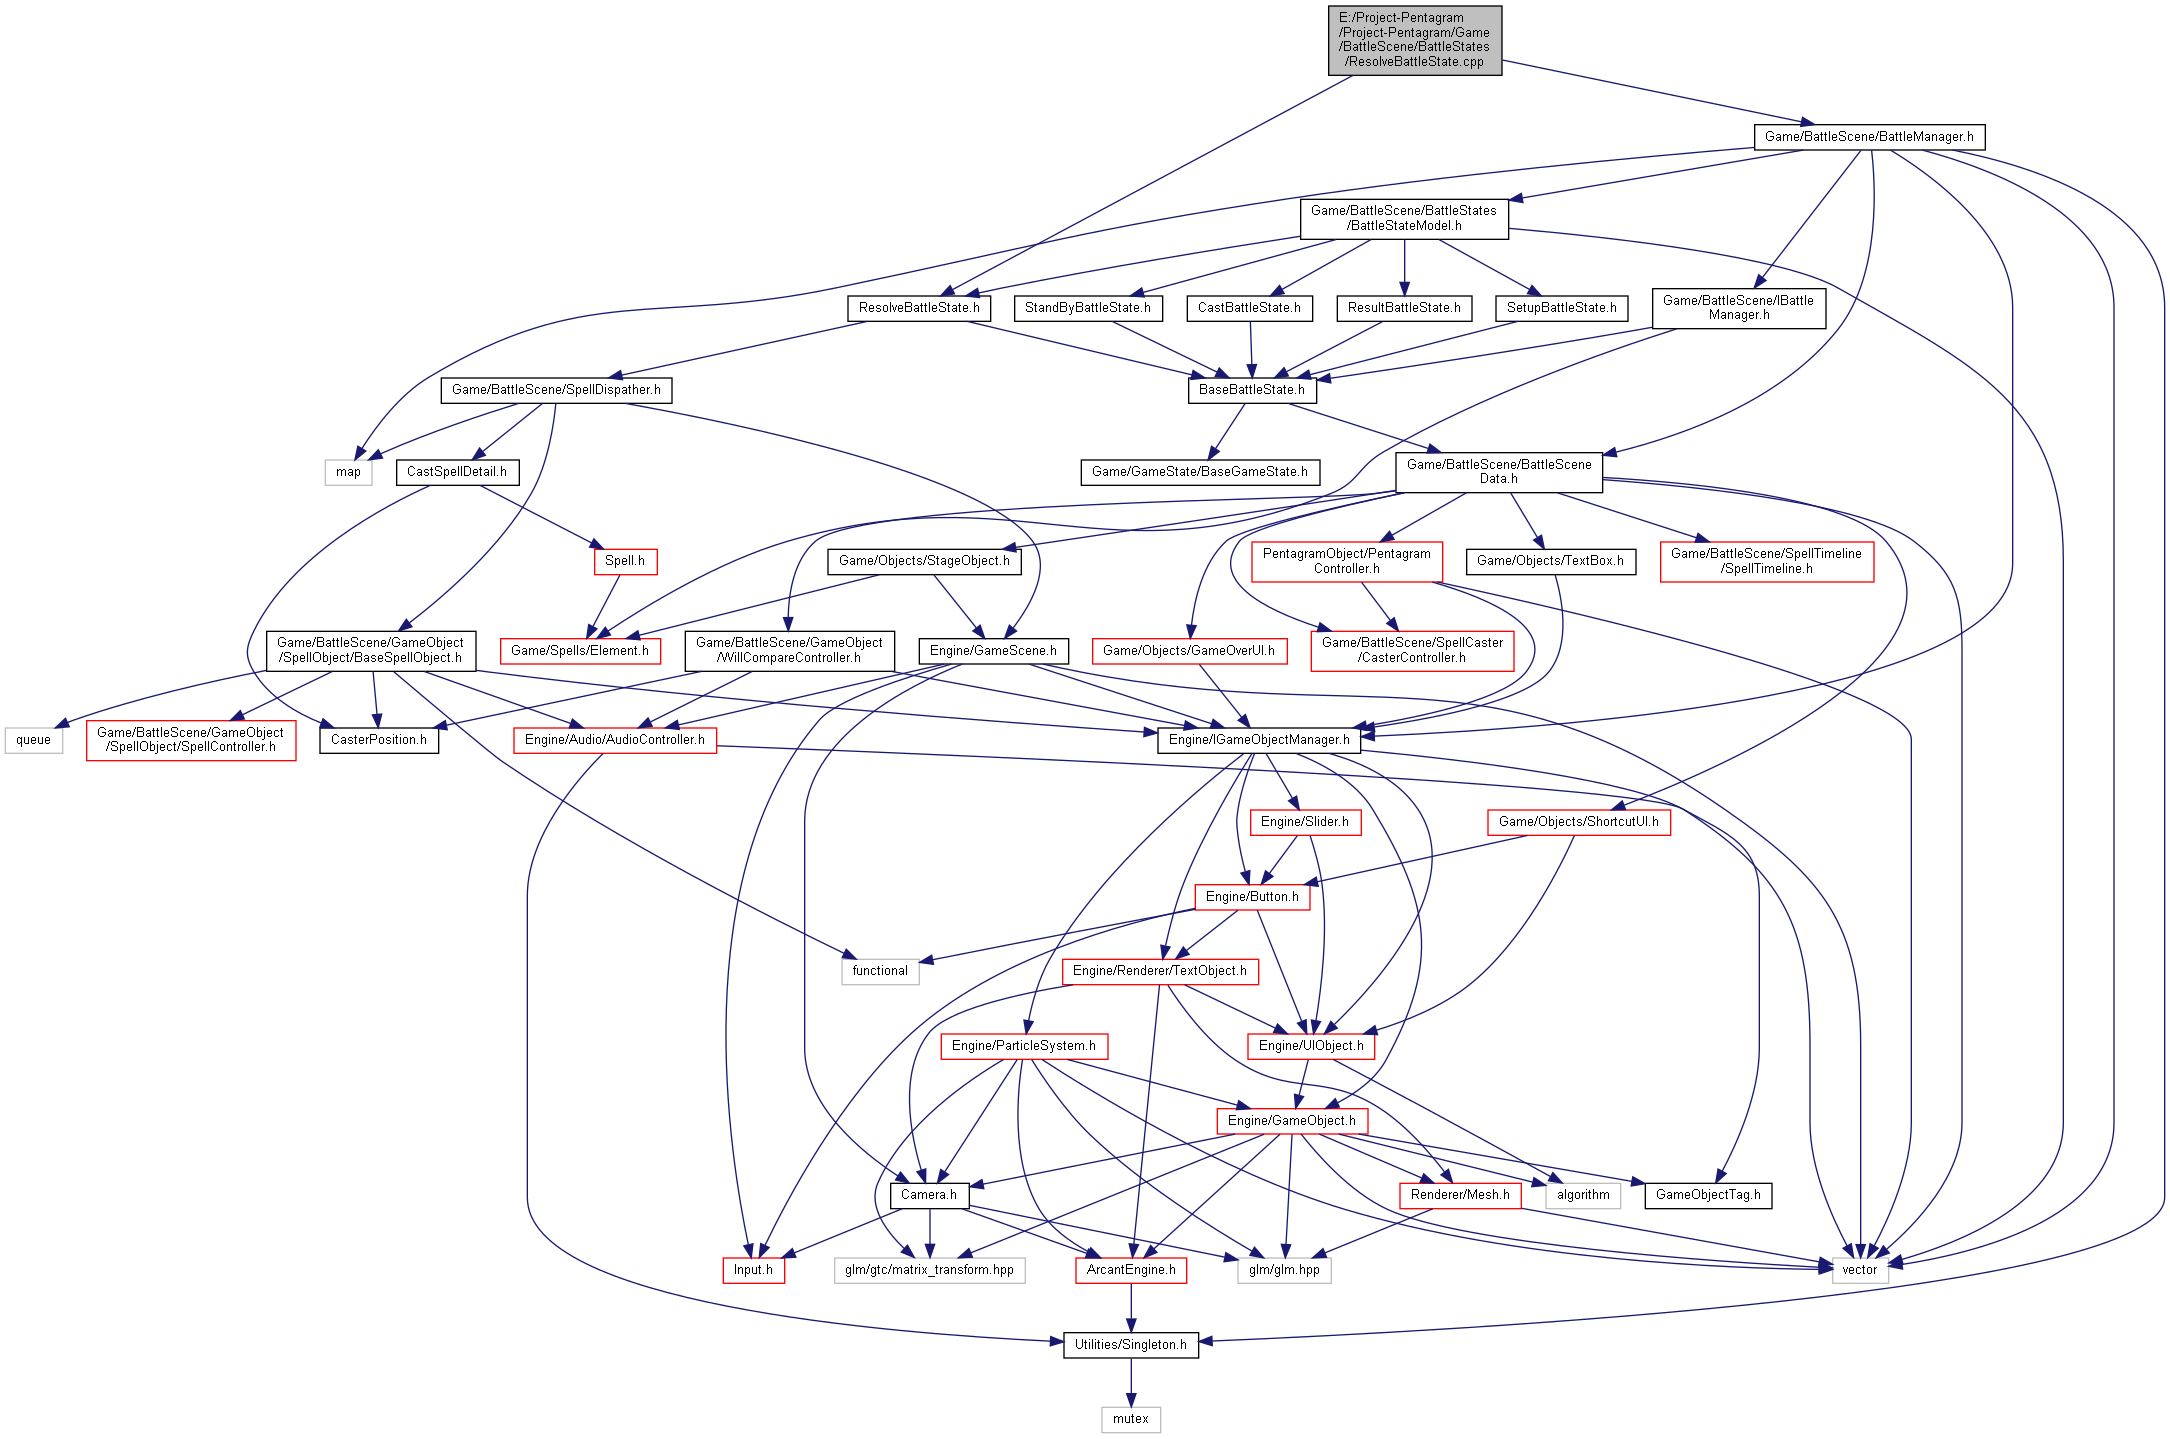 E:/Project-Pentagram
/Project-Pentagram/Game
/BattleScene/BattleStates
/ResolveBattleState.cpp
Game/BattleScene/BattleManager.h
Game/BattleScene/BattleStates
/BattleStateModel.h
ResolveBattleState.h
StandByBattleState.h
CastBattleState.h
ResultBattleState.h
SetupBattleState.h
Game/BattleScene/IBattle
Manager.h
Game/BattleScene/SpellDispather.h
BaseBattleState.h
map
CastSpellDetail.h
Game/GameState/BaseGameState.h
Game/BattleScene/BattleScene
Data.h
Spell.h
Game/Objects/StageObject.h
PentagramObject/Pentagram
Controller.h
Game/Objects/TextBox.h
Game/BattleScene/SpellTimeline
/SpellTimeline.h
Game/BattleScene/GameObject
/SpellObject/BaseSpellObject.h
Game/Spells/Element.h
Game/BattleScene/GameObject
/WillCompareController.h
Engine/GameScene.h
Game/Objects/GameOverUI.h
Game/BattleScene/SpellCaster
/CasterController.h
queue
Game/BattleScene/GameObject
/SpellObject/SpellController.h
CasterPosition.h
Engine/Audio/AudioController.h
Engine/IGameObjectManager.h
Engine/Slider.h
Game/Objects/ShortcutUI.h
Engine/Button.h
functional
Engine/Renderer/TextObject.h
Engine/ParticleSystem.h
Engine/UIObject.h
Engine/GameObject.h
Camera.h
Renderer/Mesh.h
algorithm
GameObjectTag.h
Input.h
glm/gtc/matrix_transform.hpp
ArcantEngine.h
glm/glm.hpp
vector
Utilities/Singleton.h
mutex